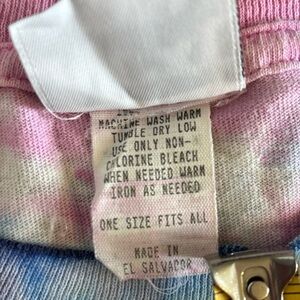 MACHINE WASH WARM
TUMBLE DRY LOW
USE ONLY NON-
CHLORINE BLEACH
WHEN NEEDED WARM
IRON AS NEEDED
ONE SIZE FITS ALL
MADE IN
EL SALVADOR